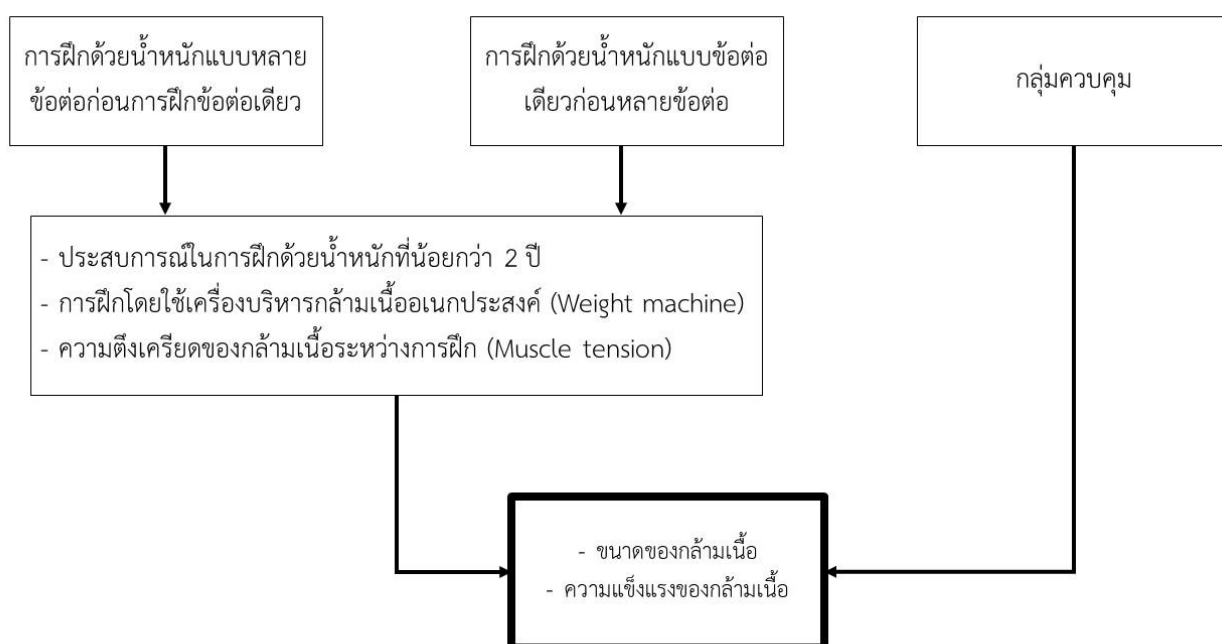 การฝึกด้วยน้ำหนักแบบหลาย
ข้อต่อก่อนการฝึกข้อต่อเดียว
การฝึกด้วยน้ำหนักแบบข้อต่อ
เดียวก่อนหลายข้อต่อ
กลุ่มควบคุม
- ประสบการณ์ในการฝึกด้วยน้ำหนักที่น้อยกว่า 2 ปี
- การฝึกโดยใช้เครื่องบริหารกล้ามเนื้ออเนกประสงค์ (Weight machine)
- ความตึงเครียดของกล้ามเนื้อระหว่างการฝึก (Muscle tension)
- ขนาดของกล้ามเนื้อ
- ความแข็งแรงของกล้ามเนื้อ